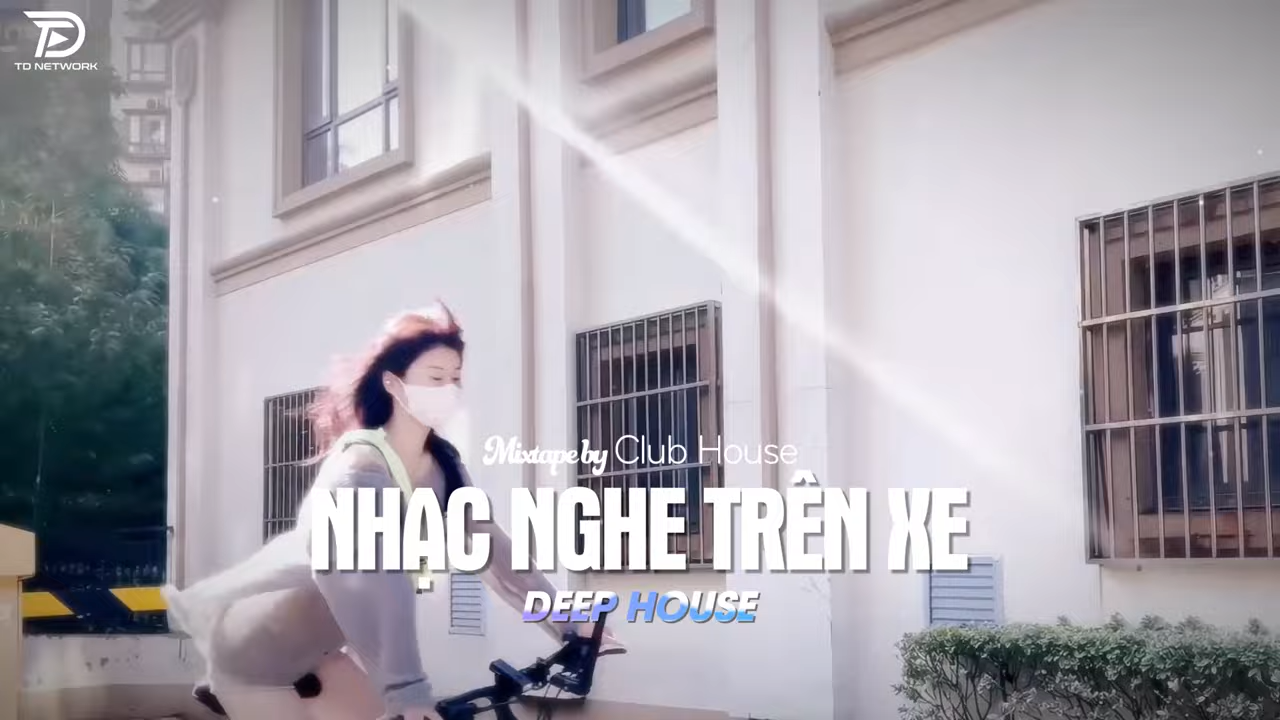 TD NETWORK
Mixtape by Club House
NHẠC NGHE TRÊN XE
DEEP HOUSE